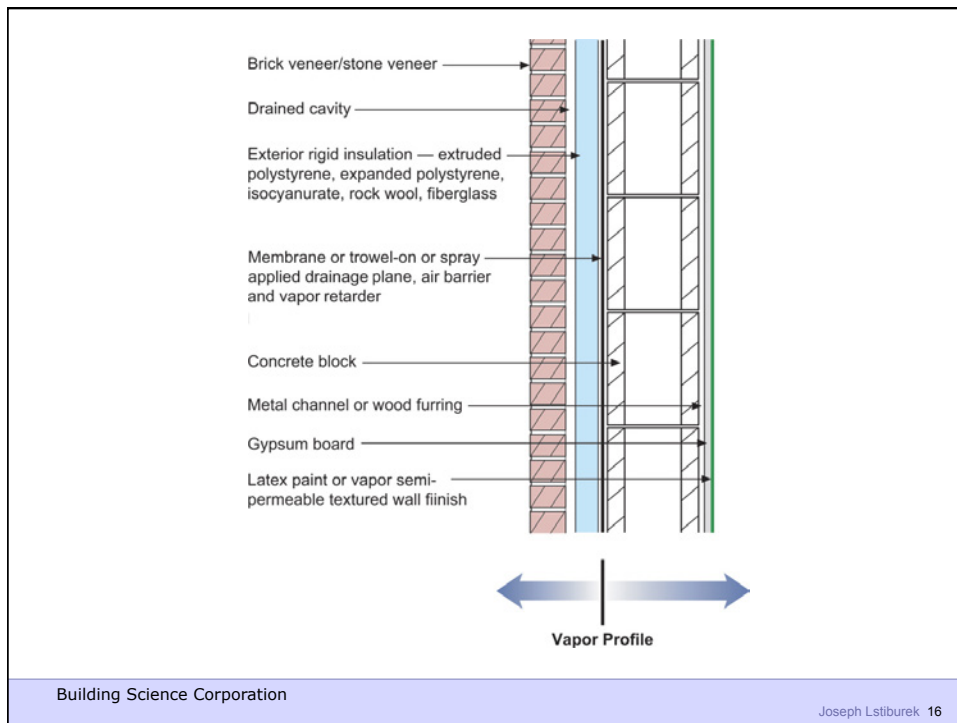 Brick veneer/stone veneer
Drained cavity
Exterior rigid insulation — extruded
polystyrene, expanded polystyrene,
isocyanurate, rock wool, fiberglass
Membrane or trowel-on or spray
applied drainage plane, air barrier
and vapor retarder
Concrete block
Metal channel or wood furring
Gypsum board
Latex paint or vapor semi-
permeable textured wall fiinish
Vapor Profile
Building Science Corporation
Joseph Lstiburek 16